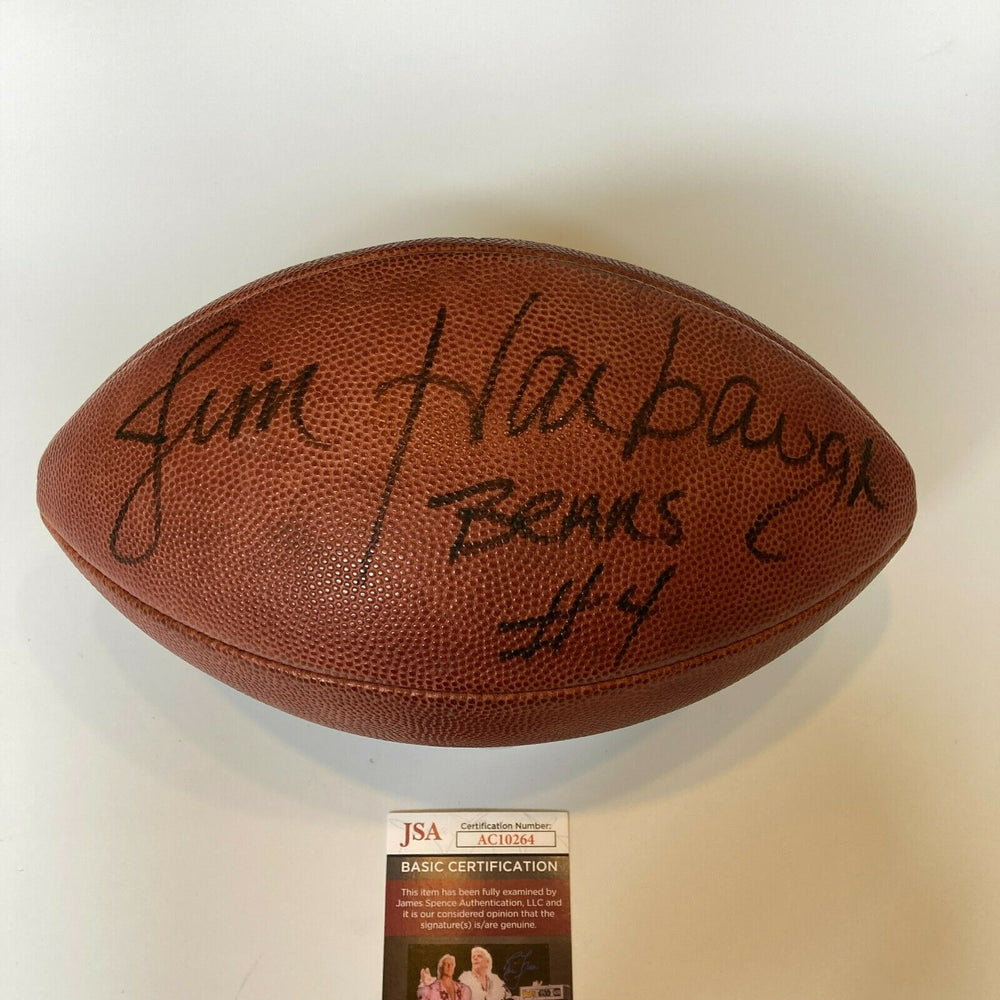 Jim Harbaugh
BEARS
#4
JSA
Certification Number:
AC10264
BASIC CERTIFICATION
This item has been fully examined by
James Spence Authentication, LLC and
it is our considered opinion that the
signature(s) is/are genuine.